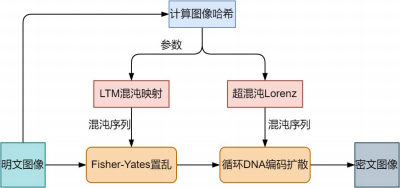 计算图像哈希
参数
LTM混沌映射
超混沌Lorenz
混沌序列
混沌序列
明文图像
Fisher-Yates置乱
循环DNA编码扩散
密文图像